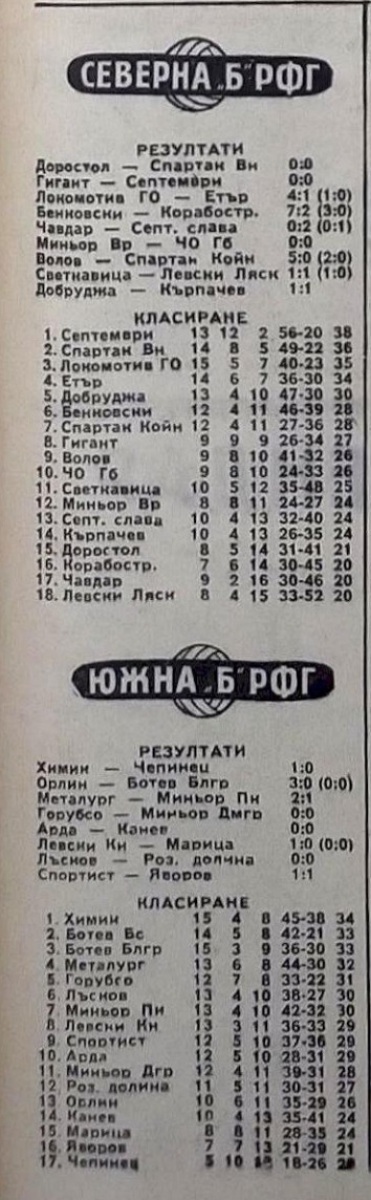 СЕВЕРНА „Б" РФГ
РЕЗУЛТАТИ
Доростол — Спартан Вн 0:0
Гигант — Септември 0:0
Локомотив ГО — Етър 4:1 (1:0)
Бенковски — Корабостр. 7:2 (3:0)
Чавдар — Септ. слава 0:2 (0:1)
Миньор Вр — ЧО Гб 0:0
Волов — Спартак Койн 5:0 (2:0)
Светкавица — Левски Ляск 1:1 (1:0)
Добруджа — Кърпачев 1:1
КЛАСИРАНЕ
1. Септември 13 12 2 56-20 38
2. Спартак Вн 14 8 5 49-22 36
3. Локомотив ГО 15 5 7 40-23 35
4. Етър 14 6 7 36-30 34
5. Добруджа 13 4 10 47-30 30
6. Бенковски 12 4 11 46-39 28
7. Спартак Койн 12 4 11 27-36 28
8. Гигант 9 9 9 26-34 27
9. Волов 9 8 10 41-32 26
10. ЧО Гб 9 8 10 24-33 26
11. Светкавица 10 5 12 35-48 25
12. Миньор Вр 8 8 11 24-27 24
13. Септ. слава 10 4 13 32-40 24
14. Кърпачев 10 4 13 26-35 24
15. Доростол 8 5 14 31-41 21
16. Корабостр. 7 6 14 30-45 20
17. Чавдар 9 2 16 30-46 20
18. Левски Ляск 8 4 15 33-52 20
ЮЖНА „Б" РФГ
РЕЗУЛТАТИ
Химик — Чепинец 1:0
Орлин — Ботев Блгр 3:0 (0:0)
Металург — Миньор Пк 2:1
Горубсо — Миньор Дмгр 0:0
Арда — Канев 0:0
Левски Кн — Марица 1:0 (0:0)
Лъсков — Роз. долина 0:0
Спортист — Яворов 1:1
КЛАСИРАНЕ
1. Химик 15 4 8 45-38 34
2. Ботев Вс 14 5 8 42-21 33
3. Ботев Блгр 15 3 9 36-30 33
4. Металург 13 6 8 44-30 32
5. Горубсо 12 7 8 33-22 31
6. Лъсков 13 4 10 38-27 30
7. Миньор Пк 13 4 10 42-32 30
8. Левски Кн 13 3 11 36-33 29
9. Спортист 12 5 10 37-36 29
10. Арда 12 5 10 28-31 29
11. Миньор Дгр 12 4 11 39-31 28
12. Роз. долина 11 5 11 30-31 27
13. Орлин 10 6 11 35-29 26
14. Канев 10 4 13 35-41 24
15. Марица 8 8 11 28-35 24
16. Яворов 7 7 13 21-29 21
17. Чепинец 5 10 18-26